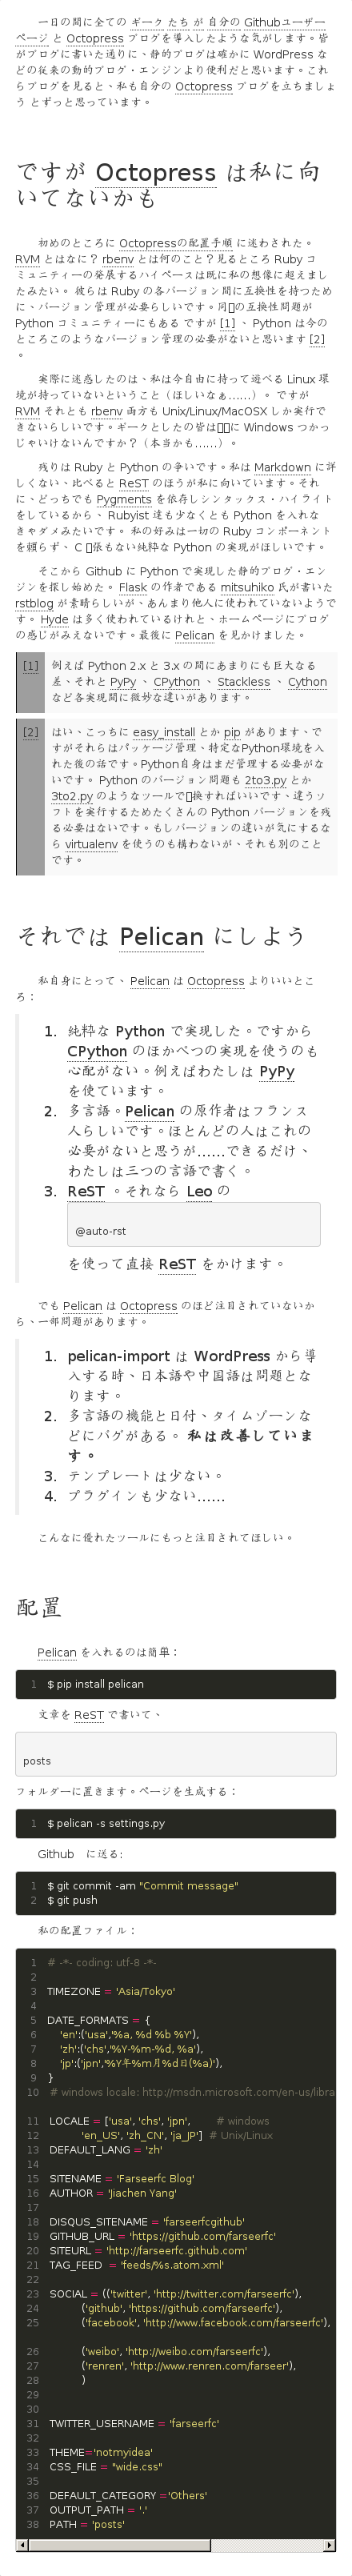 一日の間に全ての ギーク たち が 自分の Githubユーザー
ページ と Octopress ブログを導入したような気がします。皆
がブログに書いた通りに、静的ブログは確かに WordPress な
どの従来の動的ブログ・エンジンより便利だと思います。これ
らブログを見ると、私も自分の Octopress ブログを立ちましょ
う とずっと思っています。
ですが Octopress は私に向
いてないかも
初めのところに Octopressの配置手順 に迷わされた。
RVM とはなに？ rbenv とは何のこと？見るところ Ruby コ
ミュニティーの発展するハイペースは既に私の想像に超えまし
たみたい。 彼らは Ruby の各バージョン間に互換性を持つため
に、バージョン管理が必要らしいです。同の互換性問題が
Python コミュニティーにもある ですが [1] 、 Python は今の
ところこのようなバージョン管理の必要がないと思います [2]
。
実際に迷惑したのは、私は今自由に持って遊べる Linux 環
境が持っていないということ（ほしいなぁ……）。 ですが
RVM それとも rbenv 両方も Unix/Linux/MacOSX しか実行で
きないらしいです。ギークとしたの皆はに Windows つかっ
じゃいけないんですか？（本当かも……）。
残りは Ruby と Python の争いです。私は Markdown に詳
しくない、比べると ReST のほうが私に向いています。それ
に、どっちでも Pygments を依存しシンタックス・ハイライト
をしているから、 Rubyist 達も少なくとも Python を入れな
きゃダメみたいです。 私の好みは一切の Ruby コンポーネント
を頼らず、 C 張もない純粋な Python の実現がほしいです。
そこから Github に Python で実現した静的ブログ・エン
ジンを探し始めた。 Flask の作者である mitsuhiko 氏が書いた
rstblog が素晴らしいが、あんまり他人に使われていないようで
す。 Hyde は多く使われているけれと、ホームページにブログ
の感じがみえないです。最後に Pelican を見かけました。
[1] 例えば Python 2.x と 3.x の間にあまりにも巨大なる
差、それと PyPy 、 CPython 、 Stackless 、 Cython
など各実現間に微妙な違いがあります。
[2] はい、こっちに easy_install とか pip があります、で
すがそれらはパッケージ管理、特定なPython環境を入
れた後の話です。Python自身はまだ管理する必要がな
いです。 Python のバージョン問題も 2to3.py とか
3to2.py のようなツールで換すればいいです、違うソ
フトを実行するためたくさんの Python バージョンを残
る必要はないです。もしバージョンの違いが気にするな
ら virtualenv を使うのも構わないが、それも別のこと
です。
それでは Pelican にしよう
私自身にとって、 Pelican は Octopress よりいいとこ
ろ：
1. 純粋な Python で実現した。ですから
CPython のほかべつの実現を使うのも
心配がない。例えばわたしは PyPy
を使ています。
2. 多言語。Pelican の原作者はフランス
人らしいです。ほとんどの人はこれの
必要がないと思うが……できるだけ、
わたしは三つの言語で書く。
3. ReST 。それなら Leo の
@auto-rst
を使って直接 ReST をかけます。
でも Pelican は Octopress のほど注目されていないか
ら、一部問題があります。
1. pelican-import は WordPress から導
入する時、日本語や中国語は問題とな
ります。
2. 多言語の機能と日付、タイムゾーンな
どにバグがある。 私は改善していま
す。
3. テンプレートは少ない。
4. プラグインも少ない……
こんなに優れたツールにもっと注目されてほしい。
配置
Pelican を入れるのは簡単：
1 $ pip install pelican
文章を ReST で書いて、
posts
フォルダーに置きます。ページを生成する：
1 $ pelican -s settings.py
Github に送る:
1 $ git commit -am "Commit message"
2 $ git push
私の配置ファイル：
1 # -*- coding: utf-8 -*-
2
3 TIMEZONE = 'Asia/Tokyo'
4
5 DATE_FORMATS = {
6 'en':('usa','%a, %d %b %Y'),
7 'zh':('chs','%Y-%m-%d, %a'),
8 'jp':('jpn','%Y年%m月%d日(%a)'),
9 }
10 # windows locale: http://msdn.microsoft.com/en-us/libra
11 LOCALE = ['usa', 'chs', 'jpn', # windows
12 'en_US', 'zh_CN', 'ja_JP'] # Unix/Linux
13 DEFAULT_LANG = 'zh'
14
15 SITENAME = 'Farseerfc Blog'
16 AUTHOR = 'Jiachen Yang'
17
18 DISQUS_SITENAME = 'farseerfcgithub'
19 GITHUB_URL = 'https://github.com/farseerfc'
20 SITEURL = 'http://farseerfc.github.com'
21 TAG_FEED = 'feeds/%s.atom.xml'
22
23 SOCIAL = (('twitter', 'http://twitter.com/farseerfc'),
24 ('github', 'https://github.com/farseerfc'),
25 ('facebook', 'http://www.facebook.com/farseerfc'),
26 ('weibo', 'http://weibo.com/farseerfc'),
27 ('renren', 'http://www.renren.com/farseer'),
28 )
29
30
31 TWITTER_USERNAME = 'farseerfc'
32
33 THEME='notmyidea'
34 CSS_FILE = "wide.css"
35
36 DEFAULT_CATEGORY ='Others'
37 OUTPUT_PATH = '.'
38 PATH = 'posts'